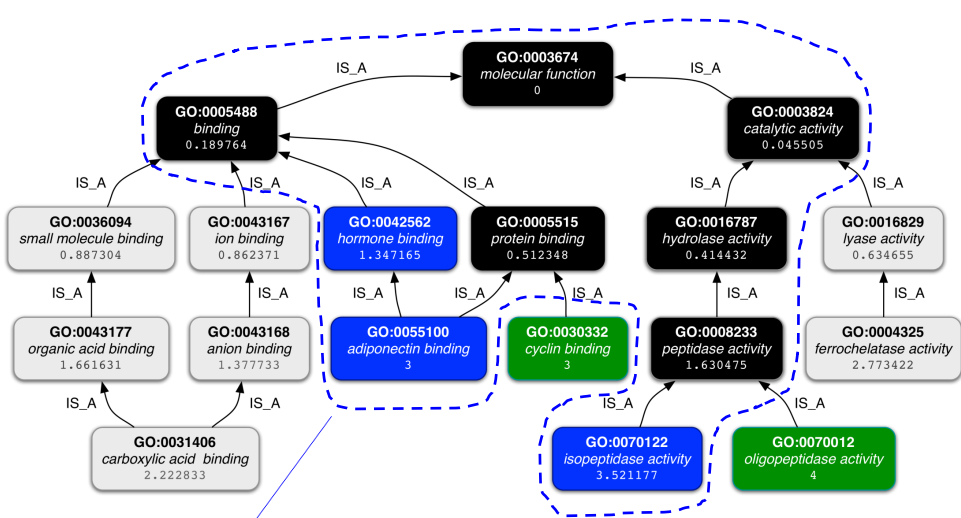 GO:0003674
molecular function
0
IS_A
IS_A
GO:0005488
binding
0.189764
GO:0003824
catalytic activity
0.045505
IS_A
IS_A
IS_A
IS_A
IS_A
IS_A
GO:0036094
small molecule binding
0.887304
GO:0043167
ion binding
0.862371
GO:0042562
hormone binding
1.347165
GO:0005515
protein binding
0.512348
GO:0016787
hydrolase activity
0.414432
GO:0016829
lyase activity
0.634655
IS_A
IS_A
IS_A
IS_A
IS_A
IS_A
IS_A
GO:0043177
organic acid binding
1.661631
GO:0043168
anion binding
1.377733
GO:0055100
adiponectin binding
3
GO:0030332
cyclin binding
3
GO:0008233
peptidase activity
1.630475
GO:0004325
ferrochelatase activity
2.773422
IS_A
IS_A
IS_A
IS_A
GO:0031406
carboxylic acid binding
2.222833
GO:0070122
isopeptidase activity
3.521177
GO:0070012
oligopeptidase activity
4